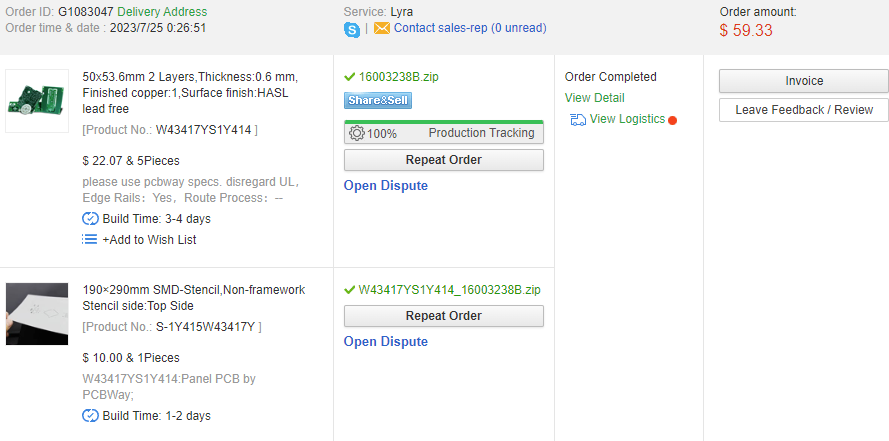 Order ID: G1083047 Delivery Address
Order time & date : 2023/7/25 0:26:51
Service: Lyra
| Contact sales-rep (0 unread)
Order amount:
$ 59.33
50x53.6mm 2 Layers,Thickness:0.6 mm,
Finished copper:1,Surface finish:HASL
lead free
[Product No.: W43417YS1Y414 ]
$ 22.07 & 5Pieces
please use pcbway specs. disregard UL,
Edge Rails：Yes，Route Process：--
Build Time: 3-4 days
+Add to Wish List
16003238B.zip
Share&Sell
100% Production Tracking
Repeat Order
Open Dispute
Order Completed
View Detail
View Logistics
Invoice
Leave Feedback / Review
190×290mm SMD-Stencil,Non-framework
Stencil side:Top Side
[Product No.: S-1Y415W43417Y ]
$ 10.00 & 1Pieces
W43417YS1Y414:Panel PCB by
PCBWay;
Build Time: 1-2 days
W43417YS1Y414_16003238B.zip
Repeat Order
Open Dispute